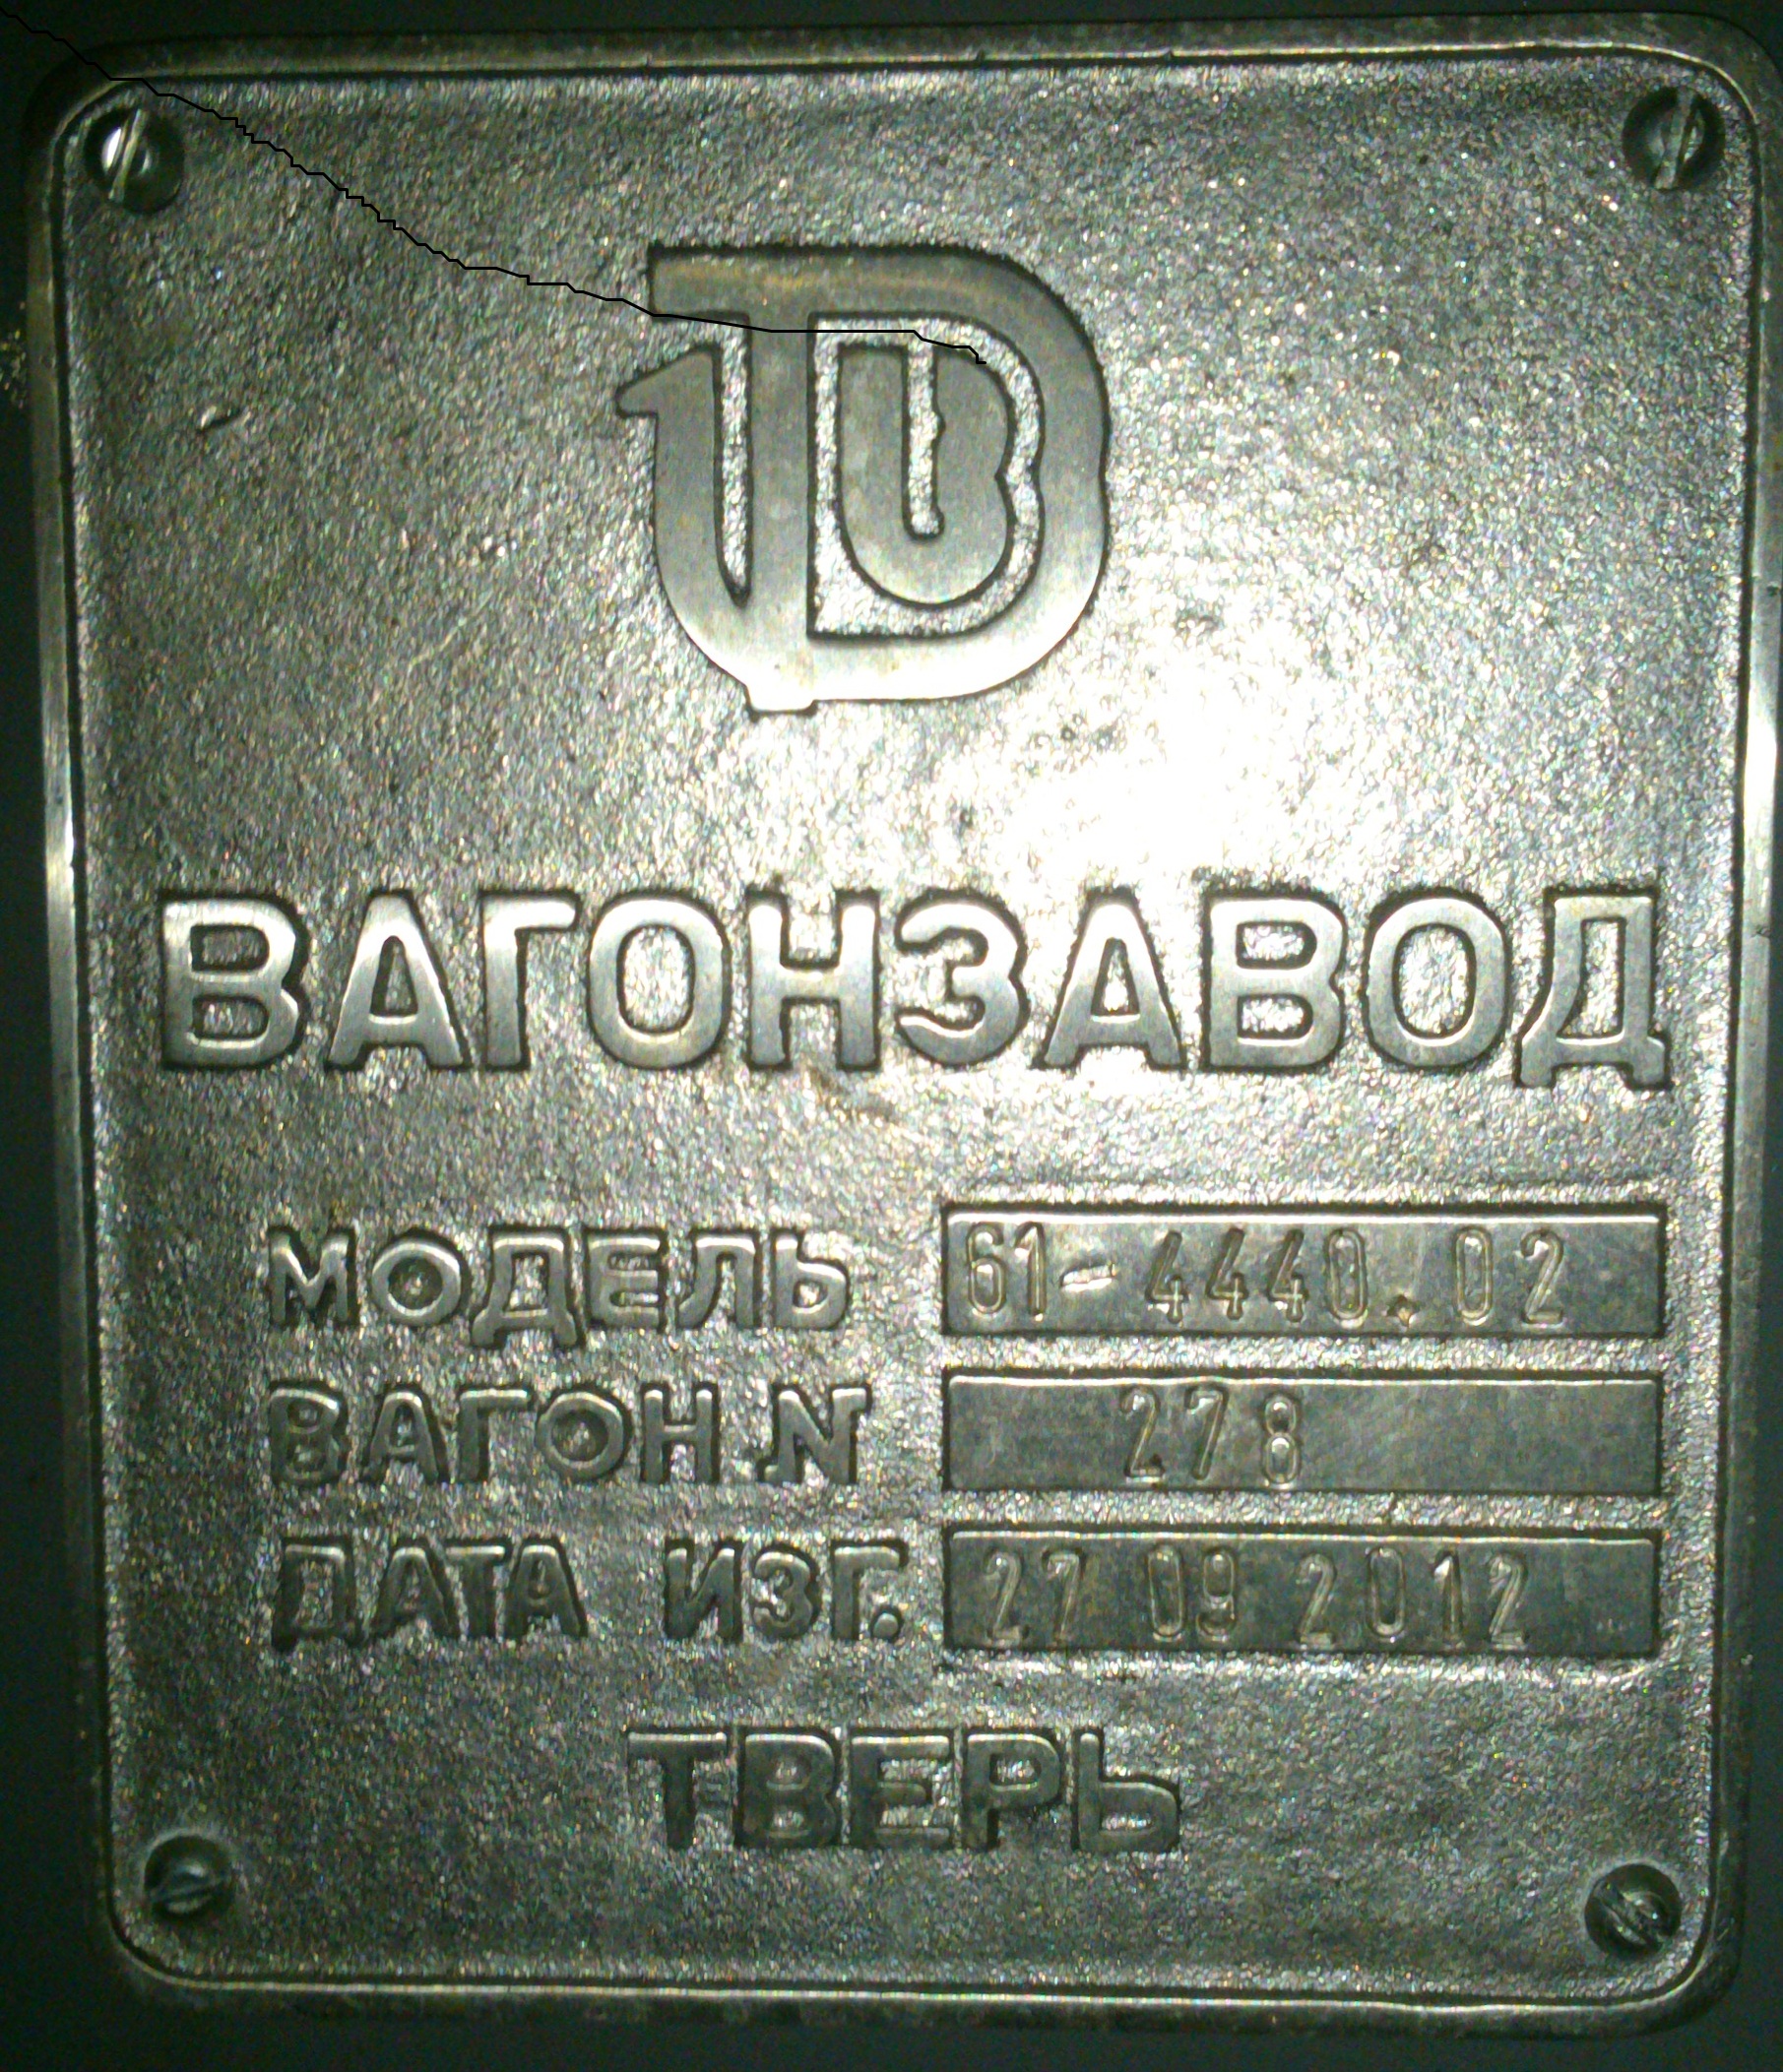 ВАГОНЗАВОД
МОДЕЛЬ 61-4440.02
ВАГОН N 278
ДАТА ИЗГ. 27 09 2012
ТВЕРЬ